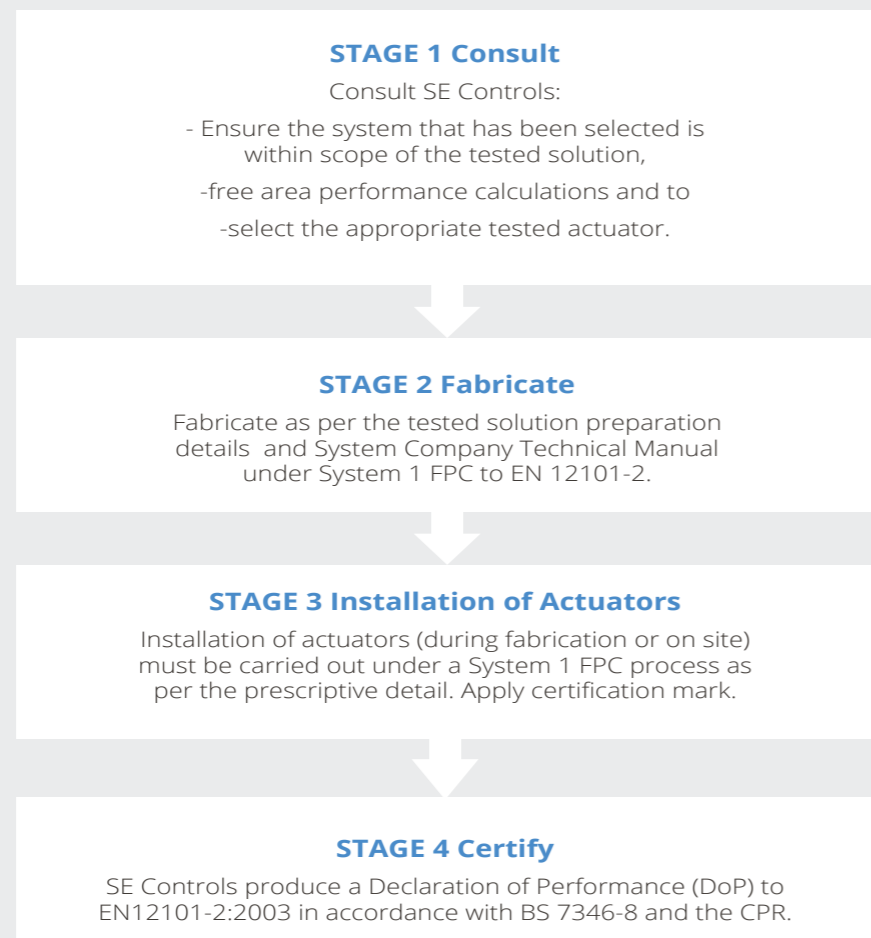 STAGE 1 Consult
Consult SE Controls:
- Ensure the system that has been selected is
within scope of the tested solution,
-free area performance calculations and to
-select the appropriate tested actuator.
STAGE 2 Fabricate
Fabricate as per the tested solution preparation
details  and System Company Technical Manual
under System 1 FPC to EN 12101-2.
STAGE 3 Installation of Actuators
Installation of actuators (during fabrication or on site)
must be carried out under a System 1 FPC process as
per the prescriptive detail. Apply certification mark.
STAGE 4 Certify
SE Controls produce a Declaration of Performance (DoP) to
EN12101-2:2003 in accordance with BS 7346-8 and the CPR.